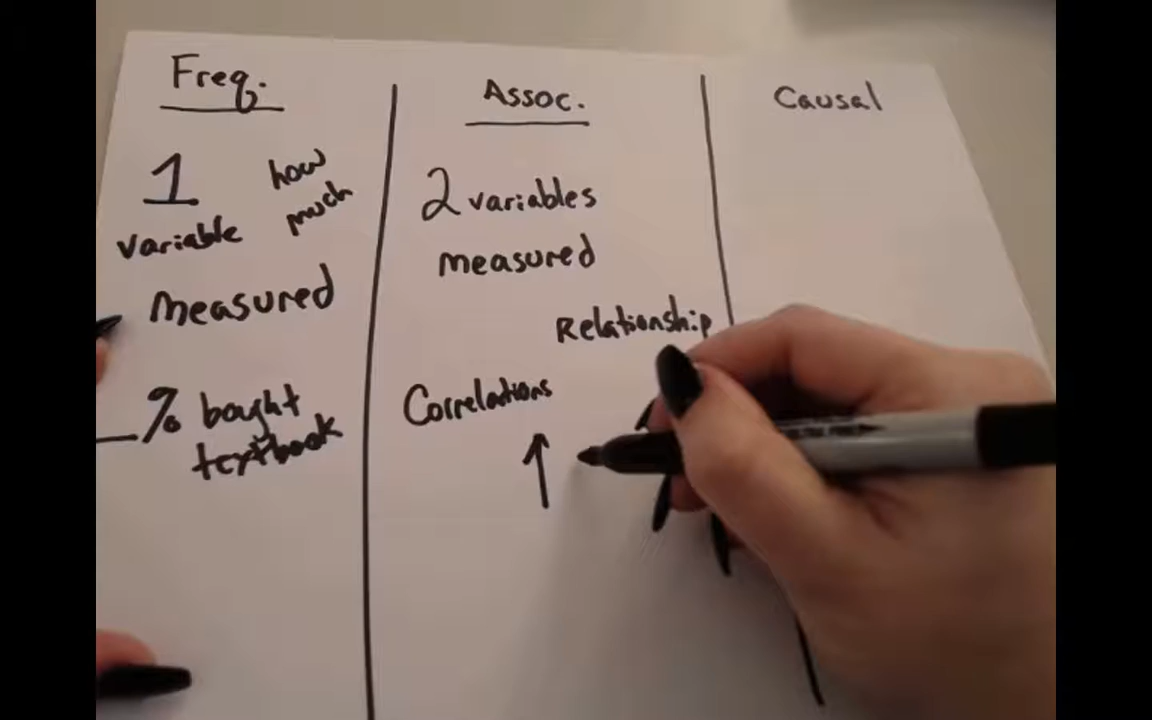 Freq.
1 how
much
variable
measured
% bought
textbook
Assoc.
2 variables
measured
Relationship
Correlations
Causal